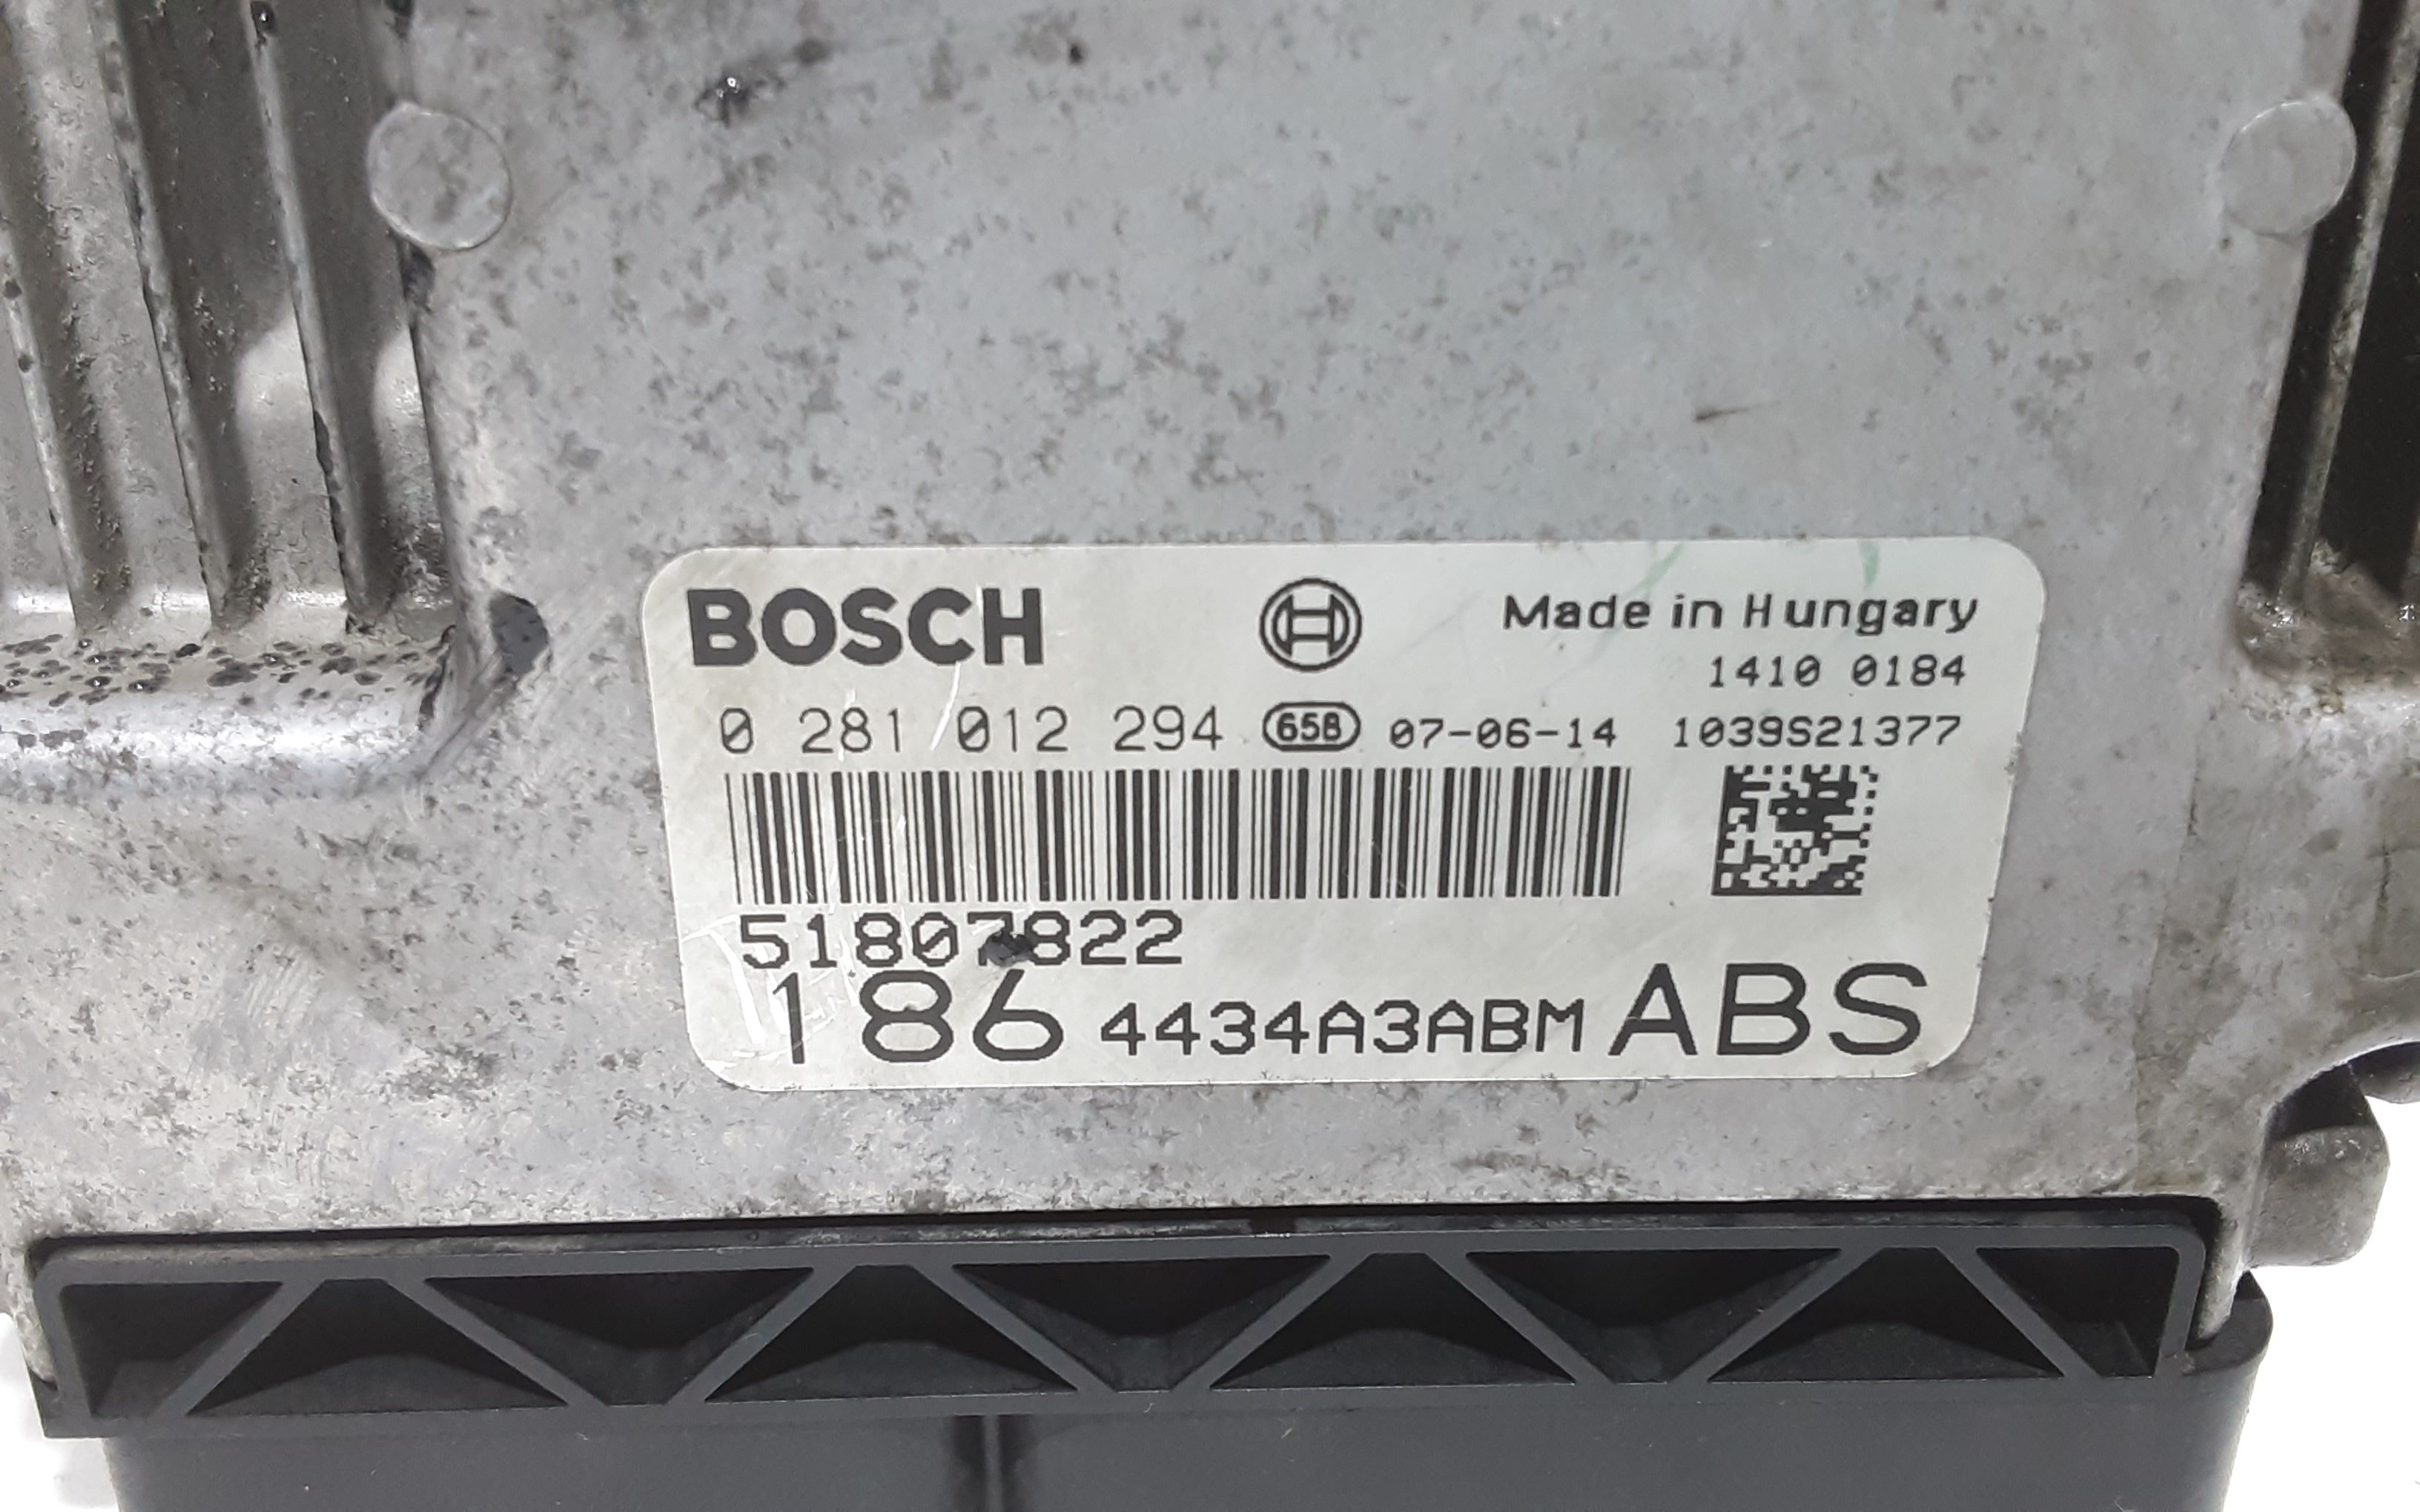 BOSCH Made in Hungary
1410 0184
0 281 012 294 658 07-06-14 1039S21377
51807822
186 4434A3ABM ABS